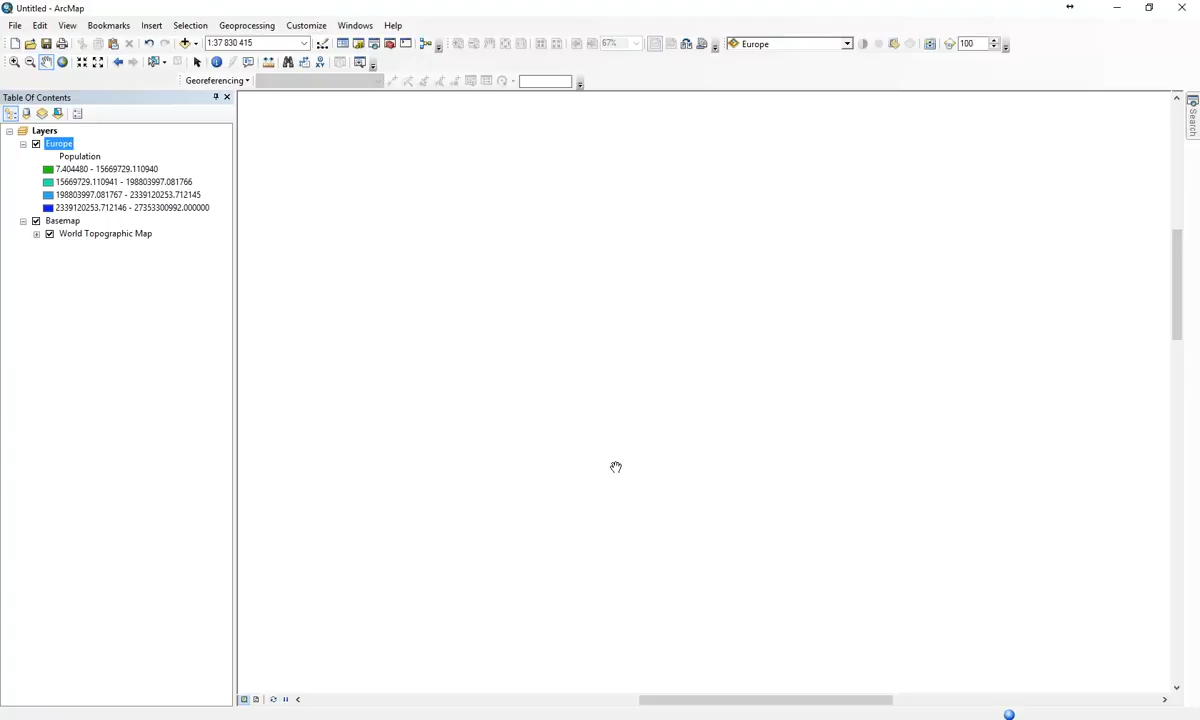 Untitled - ArcMap
File Edit View Bookmarks Insert Selection Geoprocessing Customize Windows Help
1:37 830 415
67%
Europe
100
Georeferencing
Table Of Contents
Layers
Europe
Population
7.404480 - 15669729.110940
15669729.110941 - 198803997.081766
198803997.081767 - 2339120253.712145
2339120253.712146 - 27353300992.000000
Basemap
World Topographic Map
Search